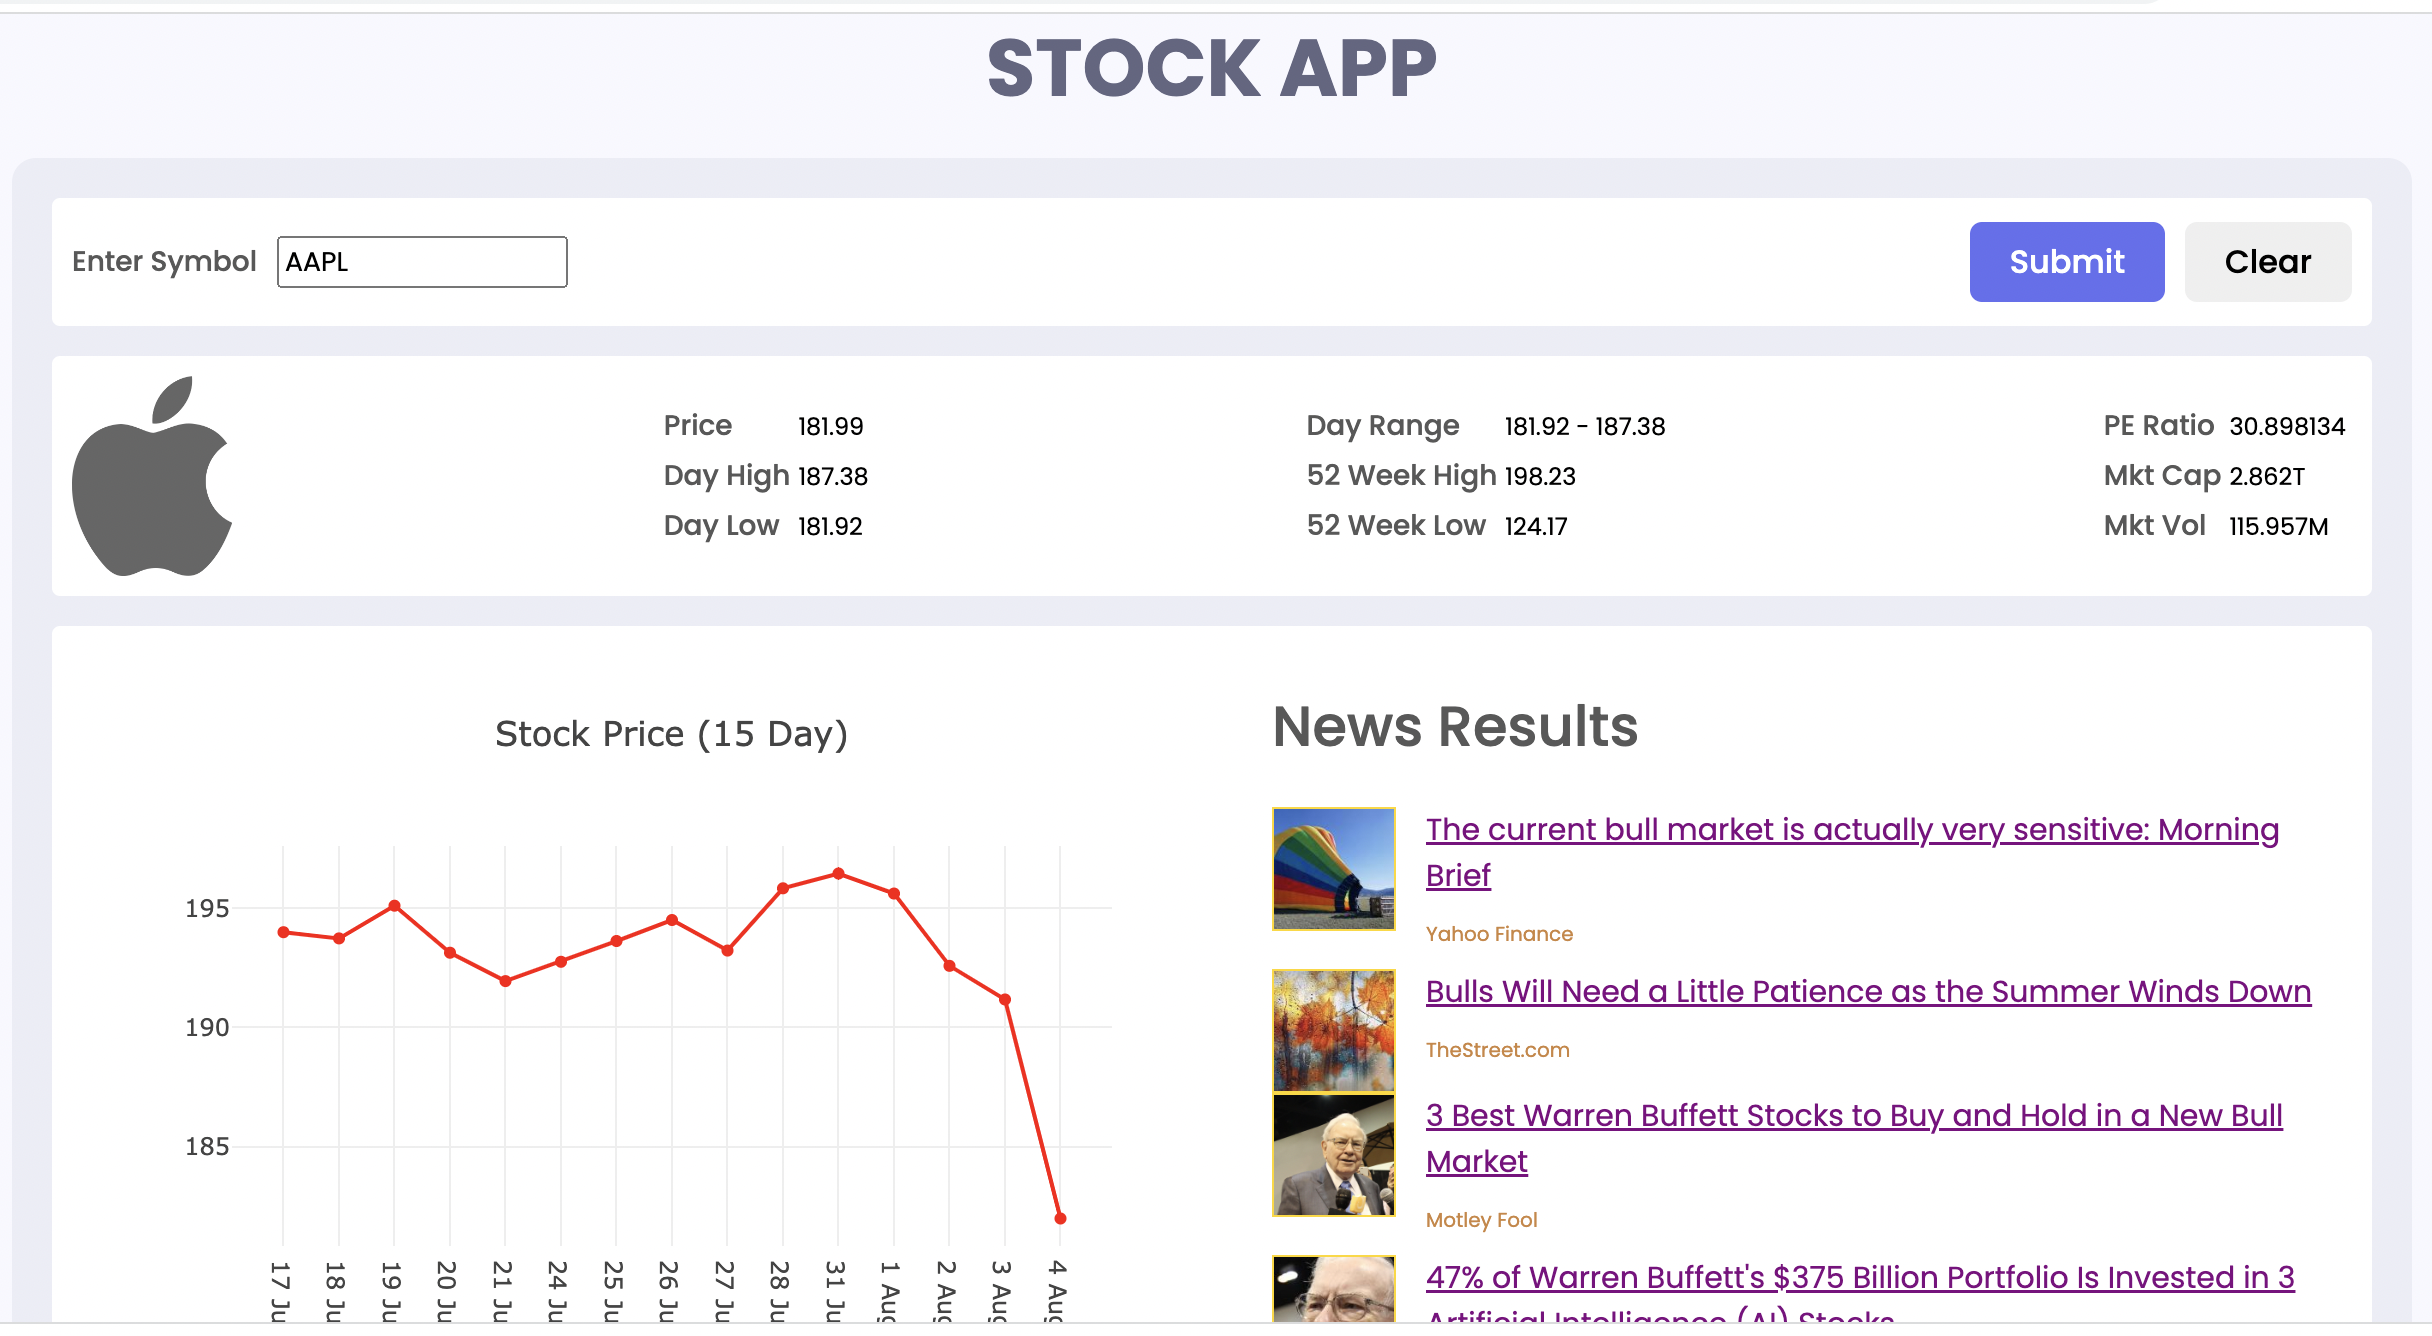 STOCK APP
Enter Symbol AAPL Submit Clear
Price 181.99 Day Range 181.92 - 187.38 PE Ratio 30.898134
Day High 187.38 52 Week High 198.23 Mkt Cap 2.862T
Day Low 181.92 52 Week Low 124.17 Mkt Vol 115.957M
Stock Price (15 Day)
195
190
185
17 Ju
18 Ju
19 Ju
20 Ju
21 Ju
24 Ju
25 Ju
26 Ju
27 Ju
28 Ju
31 Ju
1 Aug
2 Aug
3 Aug
4 Aug
News Results
The current bull market is actually very sensitive: Morning
Brief
Yahoo Finance
Bulls Will Need a Little Patience as the Summer Winds Down
TheStreet.com
3 Best Warren Buffett Stocks to Buy and Hold in a New Bull
Market
Motley Fool
47% of Warren Buffett's $375 Billion Portfolio Is Invested in 3
Artificial Intelligence (AI) Stocks